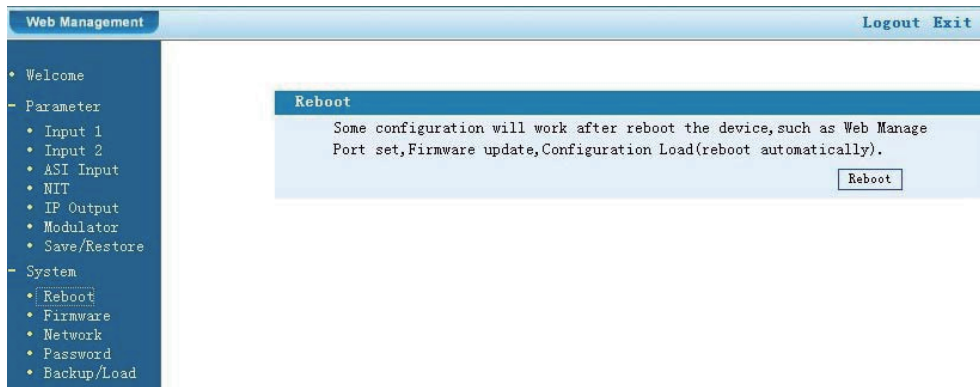 Web Management
Logout Exit
Welcome
Parameter
Input 1
Input 2
ASI Input
NIT
IP Output
Modulator
Save/Restore
System
Reboot
Firmware
Network
Password
Backup/Load
Reboot
Some configuration will work after reboot the device,such as Web Manage
Port set,Firmware update,Configuration Load(reboot automatically).
Reboot